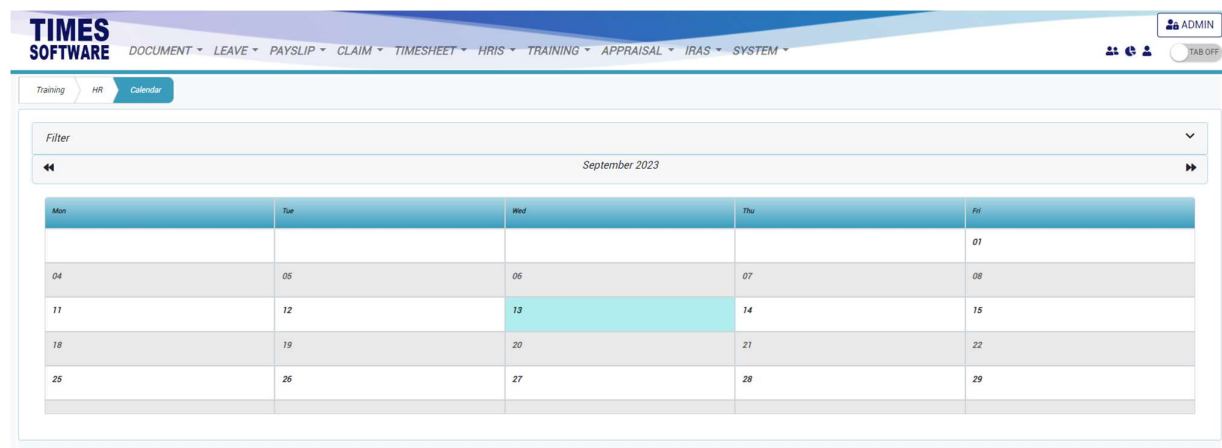 TIMES
SOFTWARE
ADMIN
DOCUMENT LEAVE PAYSLIP CLAIM TIMESHEET HRIS TRAINING APPRAISAL IRAS SYSTEM
TAB OFF
Training HR Calendar
Filter
September 2023
Mon Tue Wed Thu Fri
01
04 05 06 07 08
11 12 13 14 15
18 19 20 21 22
25 26 27 28 29